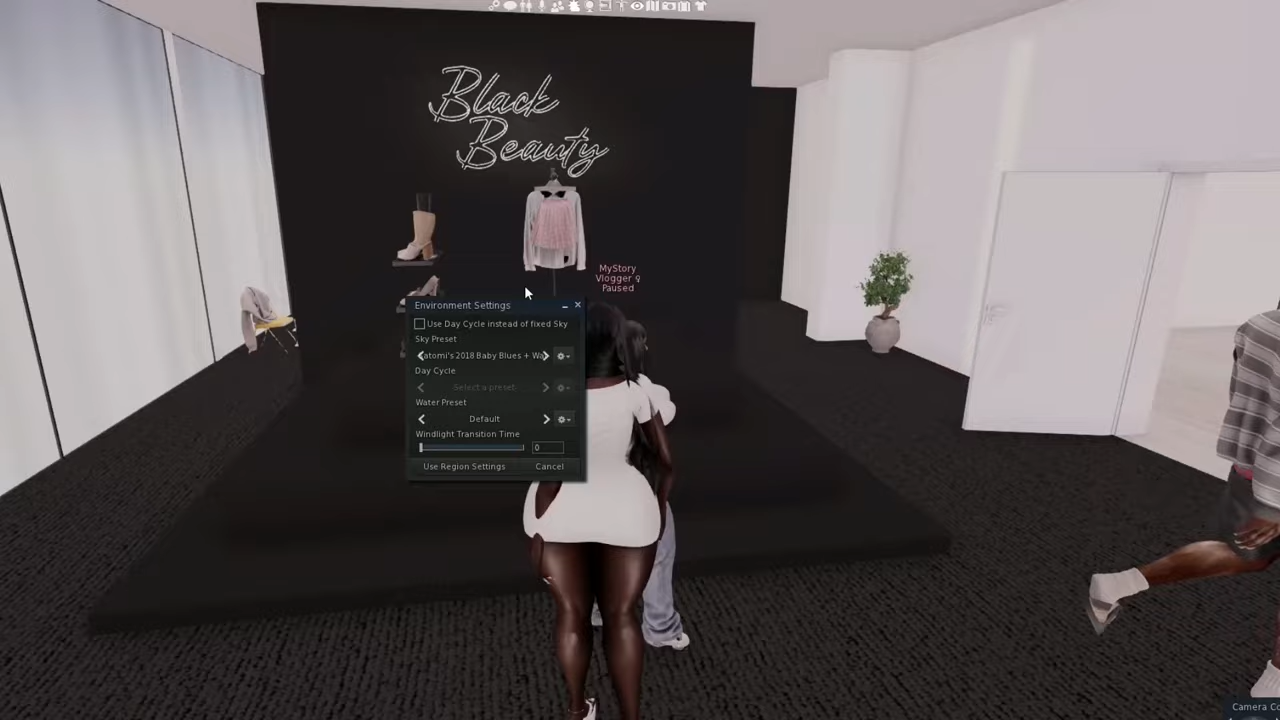 Black
Beauty
MyStory
Vlogger ♀
Paused
Environment Settings
Use Day Cycle instead of fixed Sky
Sky Preset
atomi's 2018 Baby Blues + Wa
Day Cycle
Select a preset
Water Preset
Default
Windlight Transition Time
0
Use Region Settings Cancel
Camera Co